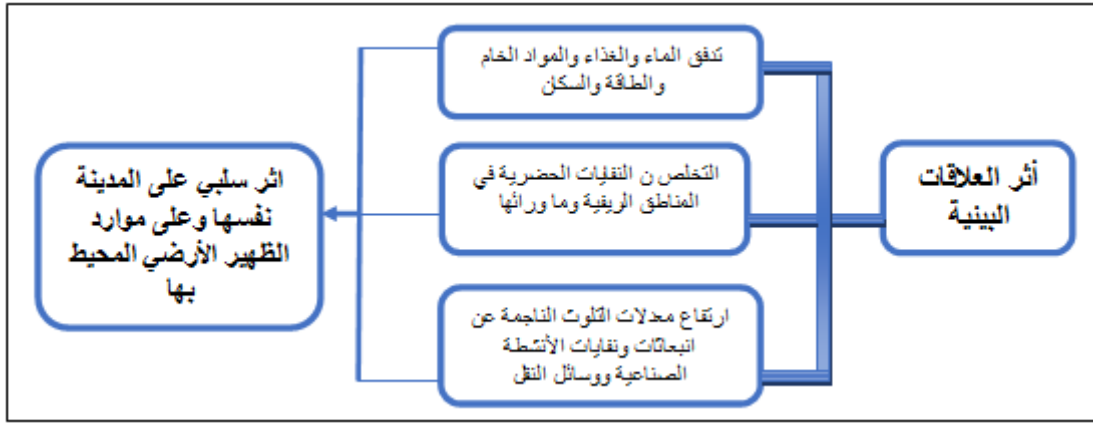 أثر العلاقات
البينية
تدفق الماء والغذاء والمواد الخام
والطاقة والسكان
التخلص ن النفايات الحضرية في
المناطق الريفية وما ورائها
ارتفاع معدلات التلوث الناجمة عن
انبعاثات ونفايات الأنشطة
الصناعية ووسائل النقل
اثر سلبي على المدينة
نفسها وعلى موارد
الظهير الأرضي المحيط
بها